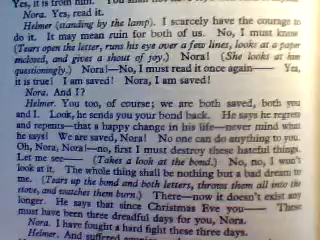 Yes, it is from him.
Nora. Yes, read it.
Helmer (standing by the lamp). I scarcely have the courage to
do it. It may mean ruin for both of us. No, I must know
(Tears open the letter, runs his eye over a few lines, looks at a paper
enclosed, and gives a shout of joy.) Nora! (She looks at him
questioningly.) Nora!—No, I must read it once again—— Yes,
it is true! I am saved! Nora, I am saved!
Nora. And I?
Helmer. You too, of course; we are both saved, both you
and I. Look, he sends you your bond back. He says he regrets
and repents—that a happy change in his life—never mind what
he says! We are saved, Nora! No one can do anything to you.
Oh, Nora, Nora!—no, first I must destroy these hateful things.
Let me see—— (Takes a look at the bond.) No, no, I won't
look at it. The whole thing shall be nothing but a bad dream to
me. (Tears up the bond and both letters, throws them all into the
stove, and watches them burn.) There—now it doesn't exist any
longer. He says that since Christmas Eve you—— These
must have been three dreadful days for you, Nora.
Nora. I have fought a hard fight these three days.
Helmer. And suffered